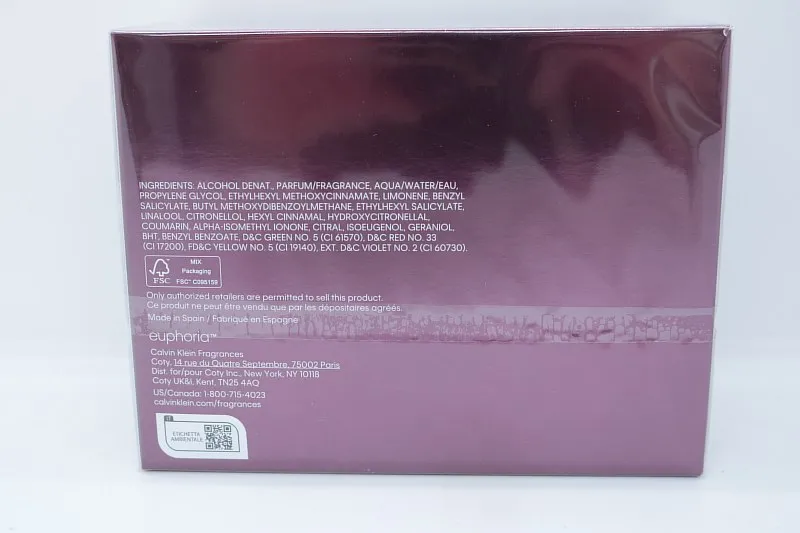 INGREDIENTS: ALCOHOL DENAT., PARFUM/FRAGRANCE, AQUA/WATER/EAU,
PROPYLENE GLYCOL, ETHYLHEXYL METHOXYCINNAMATE, LIMONENE, BENZYL
SALICYLATE, BUTYL METHOXYDIBENZOYLMETHANE, ETHYLHEXYL SALICYLATE,
LINALOOL, CITRONELLOL, HEXYL CINNAMAL, HYDROXYCITRONELLAL,
COUMARIN, ALPHA-ISOMETHYL IONONE, CITRAL, ISOEUGENOL, GERANIOL,
BHT, BENZYL BENZOATE, D&C GREEN NO. 5 (CI 61570), D&C RED NO. 33
(CI 17200), FD&C YELLOW NO. 5 (CI 19140), EXT. D&C VIOLET NO. 2 (CI 60730).
MIX
Packaging
FSC
FSC™ C095159
Only authorized retailers are permitted to sell this product.
Ce produit ne peut être vendu que par les dépositaires agréés.
Made in Spain / Fabriqué en Espagne
euphoria™
Calvin Klein Fragrances
Coty, 14 rue du Quatre Septembre, 75002 Paris
Dist. for/pour Coty Inc., New York, NY 10118
Coty UK&I, Kent, TN25 4AQ
US/Canada: 1-800-715-4023
calvinklein.com/fragrances
IT
ETICHETTA
AMBIENTALE